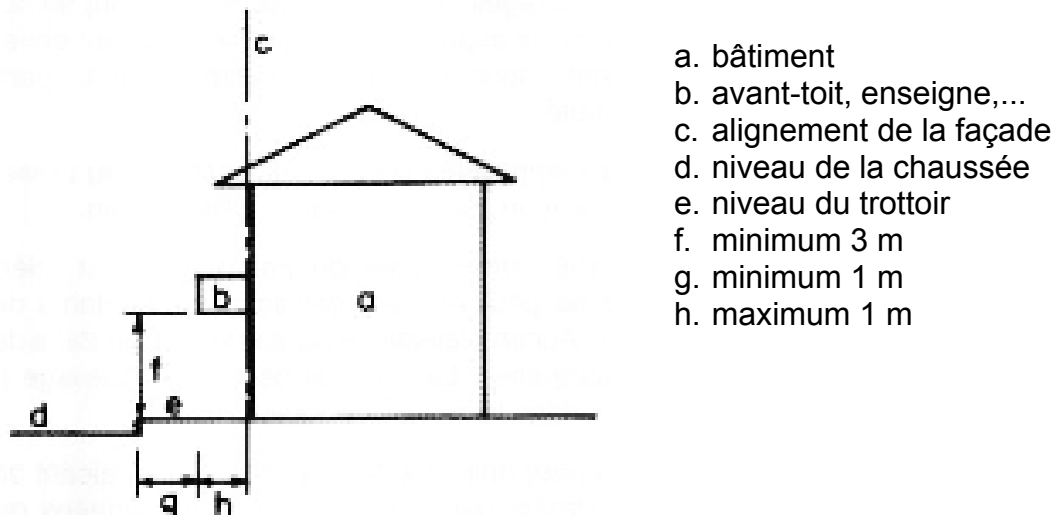 c
b
a
f
e
d
g
h
a. bâtiment
b. avant-toit, enseigne,...
c. alignement de la façade
d. niveau de la chaussée
e. niveau du trottoir
f. minimum 3 m
g. minimum 1 m
h. maximum 1 m